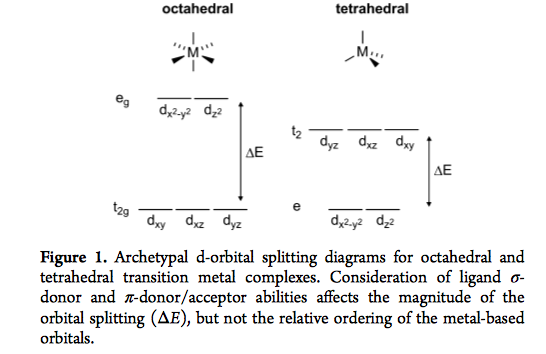 octahedral tetrahedral
M M
eg
dx²-y² dz²
t2
dyz dxz dxy
ΔE
ΔE
t2g
dxy dxz dyz
e
dx²-y² dz²
Figure 1. Archetypal d-orbital splitting diagrams for octahedral and
tetrahedral transition metal complexes. Consideration of ligand σ-
donor and π-donor/acceptor abilities affects the magnitude of the
orbital splitting (ΔE), but not the relative ordering of the metal-based
orbitals.